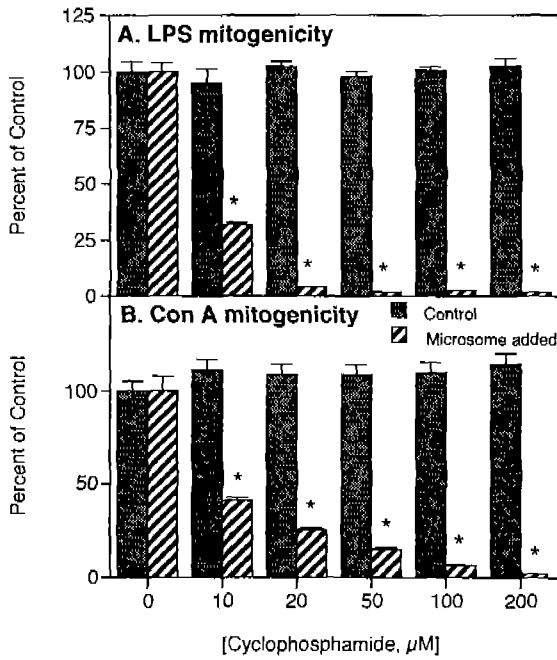 125
A. LPS mitogenicity
100
75
50
25
0
Percent of Control
* * * * *
B. Con A mitogenicity
Control
Microsome added
100
50
0
Percent of Control
* * * * *
0 10 20 50 100 200
[Cyclophosphamide, µM]